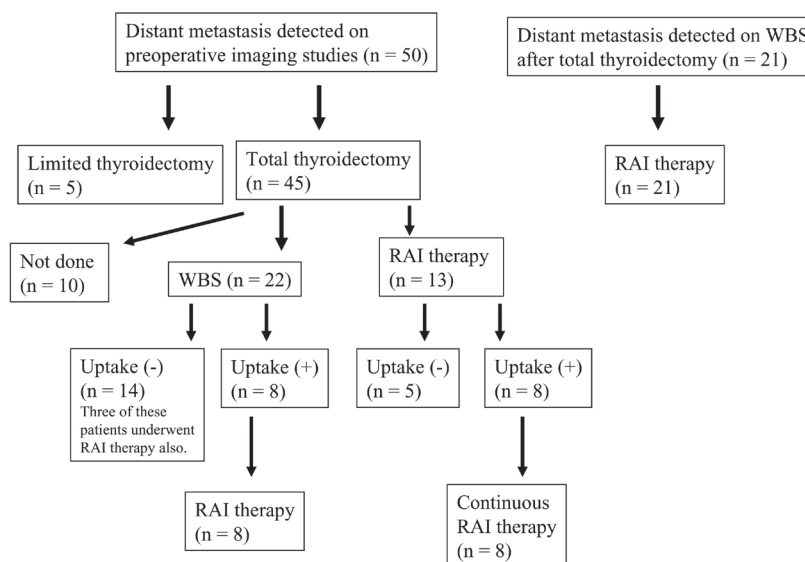 Distant metastasis detected on
preoperative imaging studies (n = 50)
Distant metastasis detected on WBS
after total thyroidectomy (n = 21)
Limited thyroidectomy
(n = 5)
Total thyroidectomy
(n = 45)
RAI therapy
(n = 21)
Not done
(n = 10)
WBS (n = 22)
RAI therapy
(n = 13)
Uptake (-)
(n = 14)
Three of these
patients underwent
RAI therapy also.
Uptake (+)
(n = 8)
Uptake (-)
(n = 5)
Uptake (+)
(n = 8)
RAI therapy
(n = 8)
Continuous
RAI therapy
(n = 8)